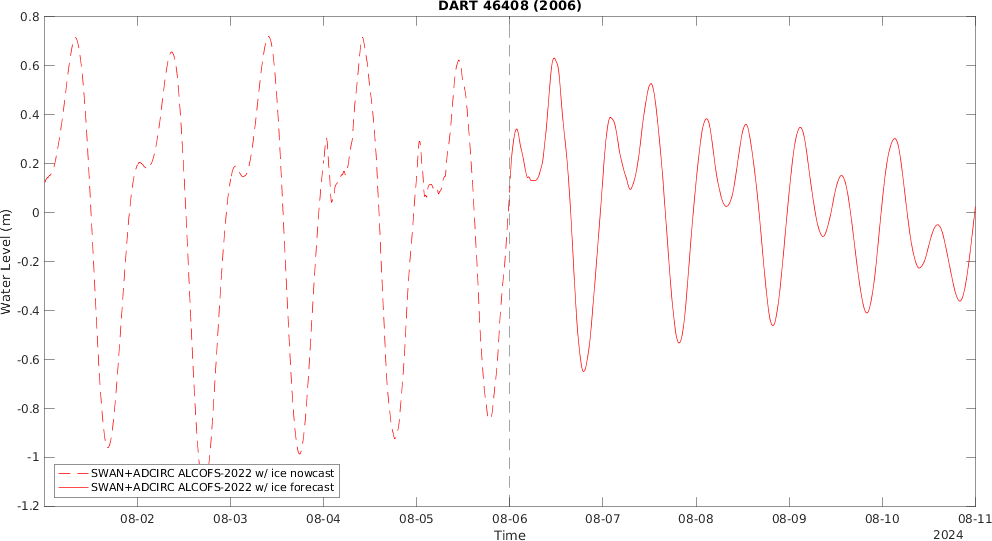 DART 46408 (2006)
0.8
0.6
0.4
0.2
0
-0.2
-0.4
-0.6
-0.8
-1
-1.2
Water Level (m)
SWAN+ADCIRC ALCOFS-2022 w/ ice nowcast
SWAN+ADCIRC ALCOFS-2022 w/ ice forecast
08-02 08-03 08-04 08-05 08-06 08-07 08-08 08-09 08-10 08-11
Time
2024